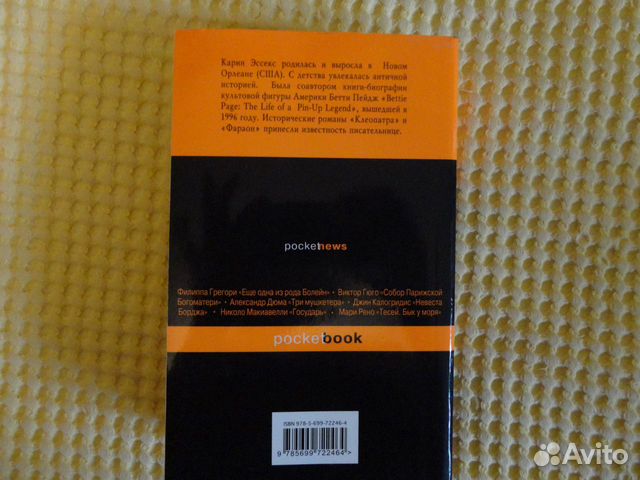 Карин Эссекс родилась и выросла в Новом
Орлеане (США). С детства увлекалась античной
историей. Была соавтором книги-биографии
культовой фигуры Америки Бетти Пейдж «Bettie
Page: The Life of a Pin-Up Legend», вышедшей в
1996 году. Исторические романы «Клеопатра» и
«Фараон» принесли известность писательнице.
pocketnews
Филиппа Грегори «Еще одна из рода Болейн» • Виктор Гюго «Собор Парижской
Богоматери» • Александр Дюма «Три мушкетера» • Джин Калогридис «Невеста
Борджа» • Николо Макиавелли «Государь» • Мари Рено «Тесей. Бык у моря»
pocketbook
ISBN 978-5-699-72246-4
9 785699 722464>
Avito